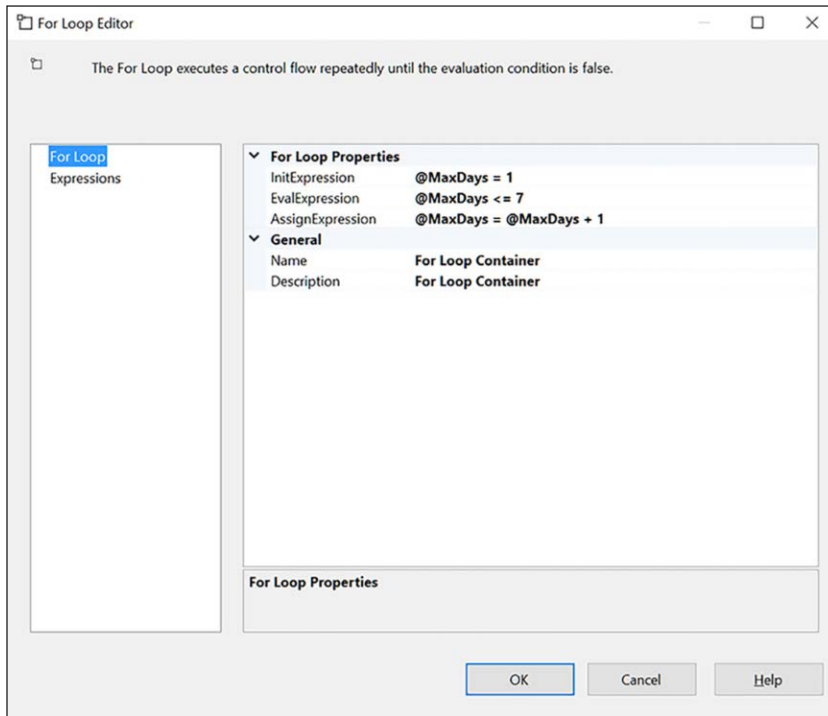 For Loop Editor
The For Loop executes a control flow repeatedly until the evaluation condition is false.
For Loop
Expressions
For Loop Properties
InitExpression @MaxDays = 1
EvalExpression @MaxDays <= 7
AssignExpression @MaxDays = @MaxDays + 1
General
Name For Loop Container
Description For Loop Container
For Loop Properties
OK Cancel Help